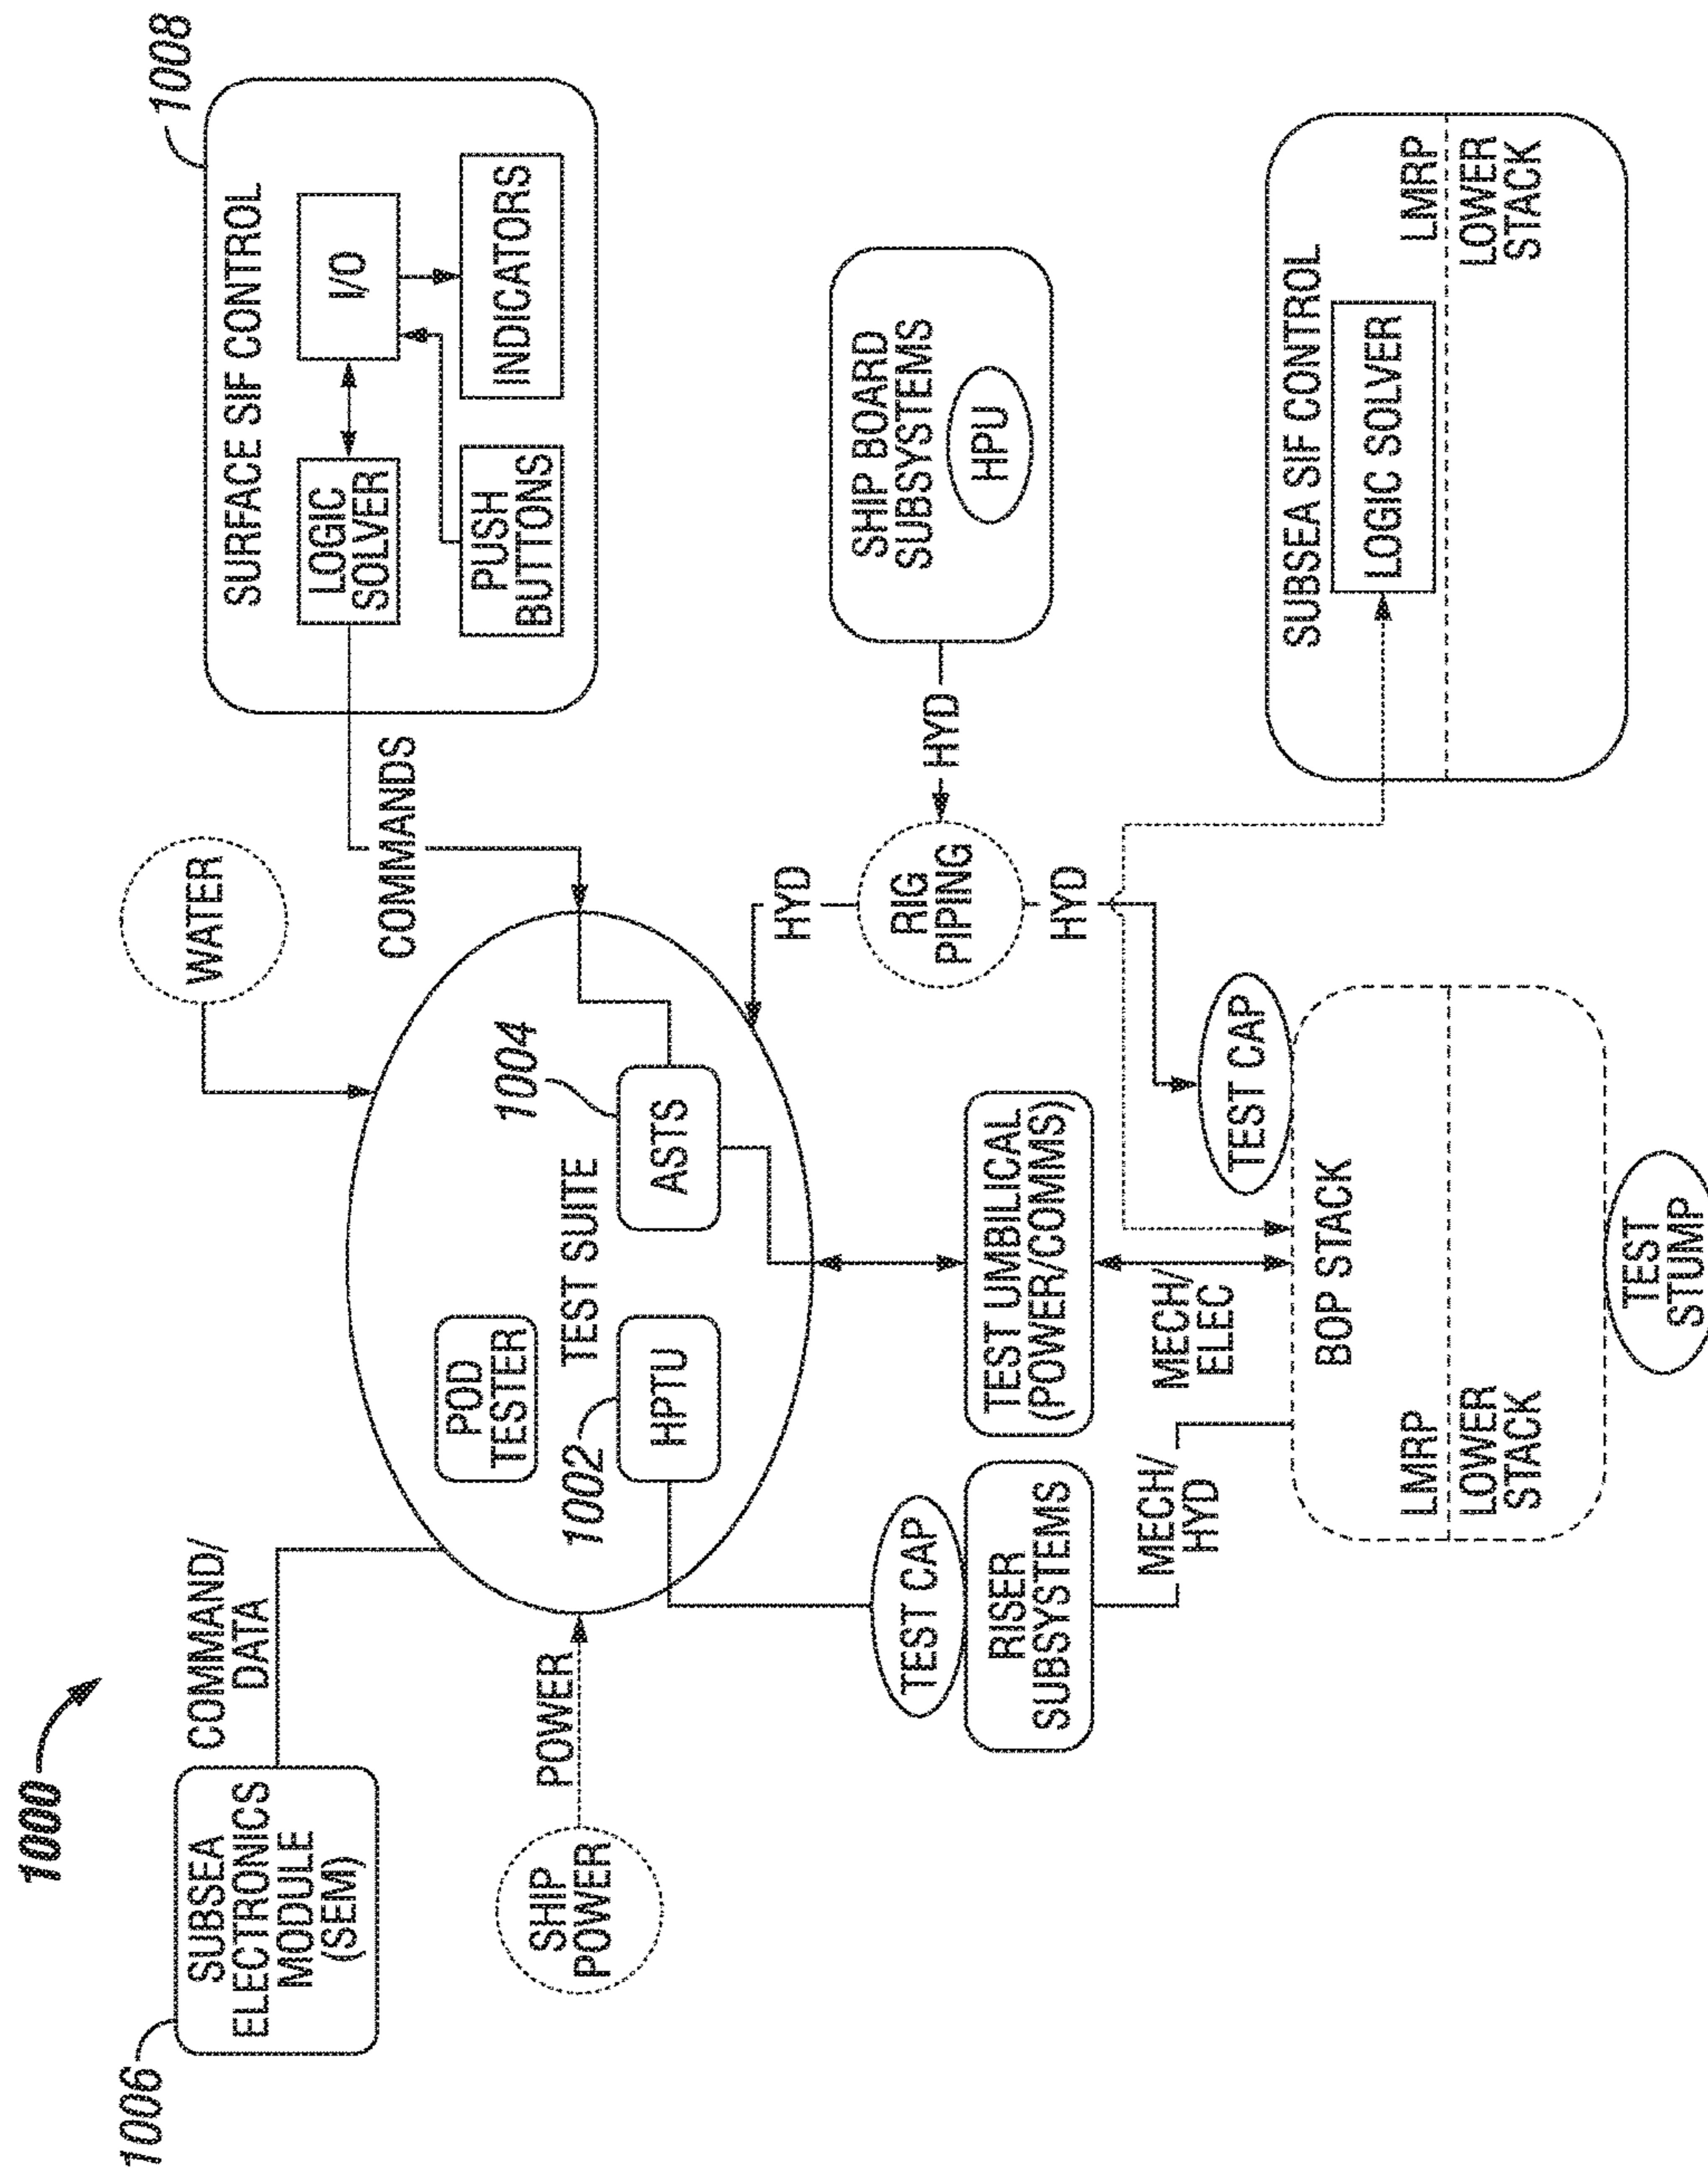 1000
1006
SUBSEA
ELECTRONICS
MODULE
(SEM)
COMMAND/
DATA
WATER
1008
SURFACE SIF CONTROL
LOGIC
SOLVER
I/O
PUSH
BUTTONS
INDICATORS
COMMANDS
SHIP
POWER
POWER
POD
TESTER
TEST SUITE
1002
HPTU
1004
ASTS
HYD
RIG
PIPING
HYD
HYD
SHIP BOARD
SUBSYSTEMS
HPU
TEST CAP
RISER
SUBSYSTEMS
TEST UMBILICAL
(POWER/COMMS)
MECH/
HYD
MECH/
ELEC
TEST CAP
BOP STACK
LMRP
LOWER
STACK
TEST
STUMP
SUBSEA SIF CONTROL
LOGIC SOLVER
LMRP
LOWER
STACK